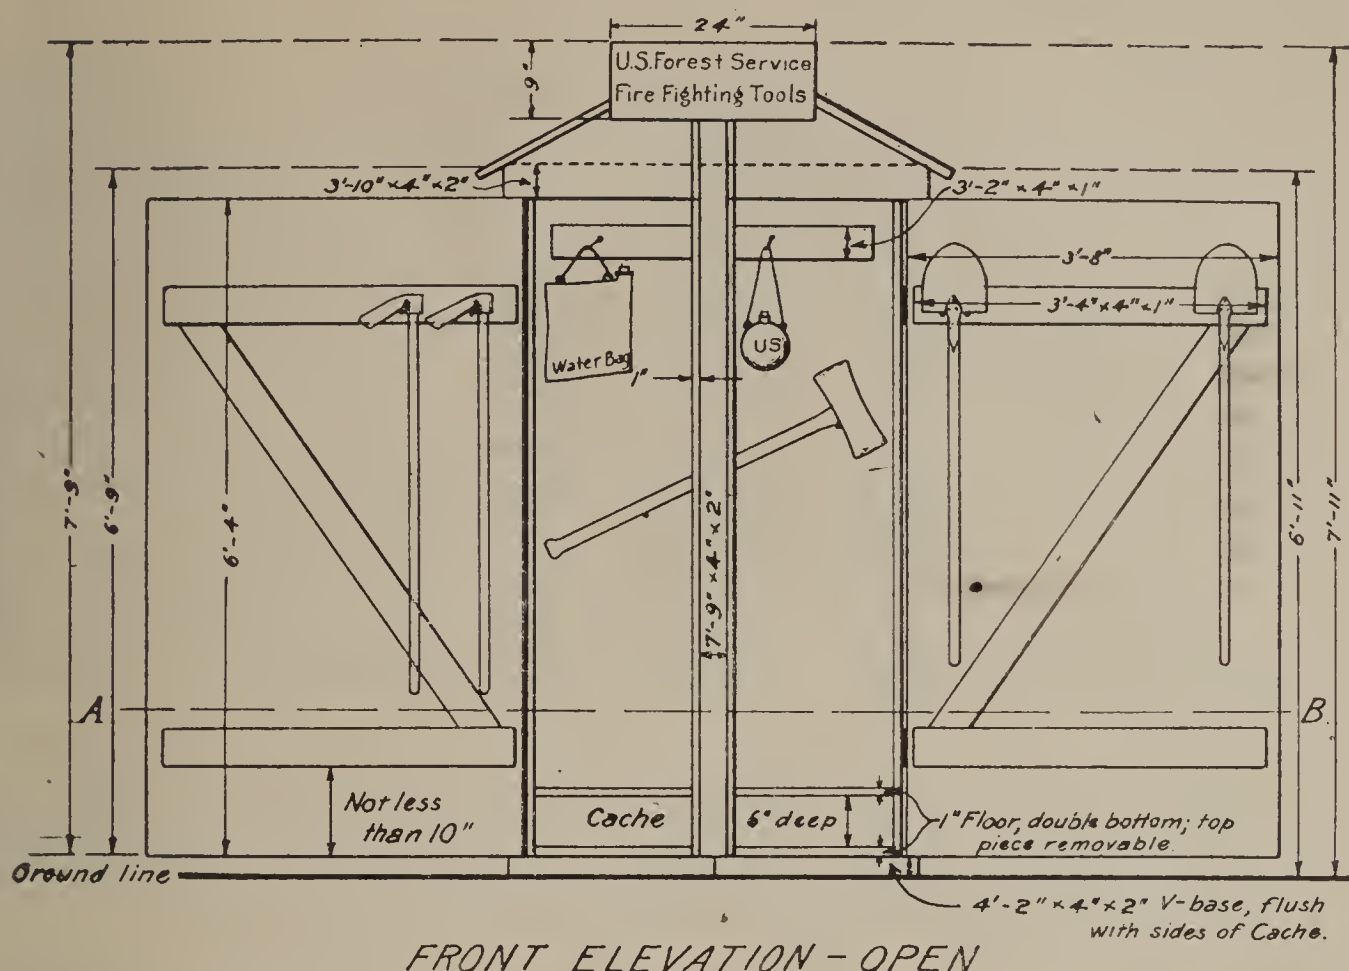 24"
U.S. Forest Service
Fire Fighting Tools
9"
3'-10" × 4" × 2"
3'-2" × 4" × 1"
3'-8"
3'-4" × 4" × 1"
Water Bag
US
1"
7'-9"
6'-9"
6'-4"
7'-9" × 4" × 2"
6'-11"
7'-11"
A
B
Not less
than 10"
Cache
6" deep
1" Floor, double bottom; top
piece removable.
Ground line
4'-2" × 4" × 2" V-base, flush
with sides of Cache.
FRONT ELEVATION – OPEN